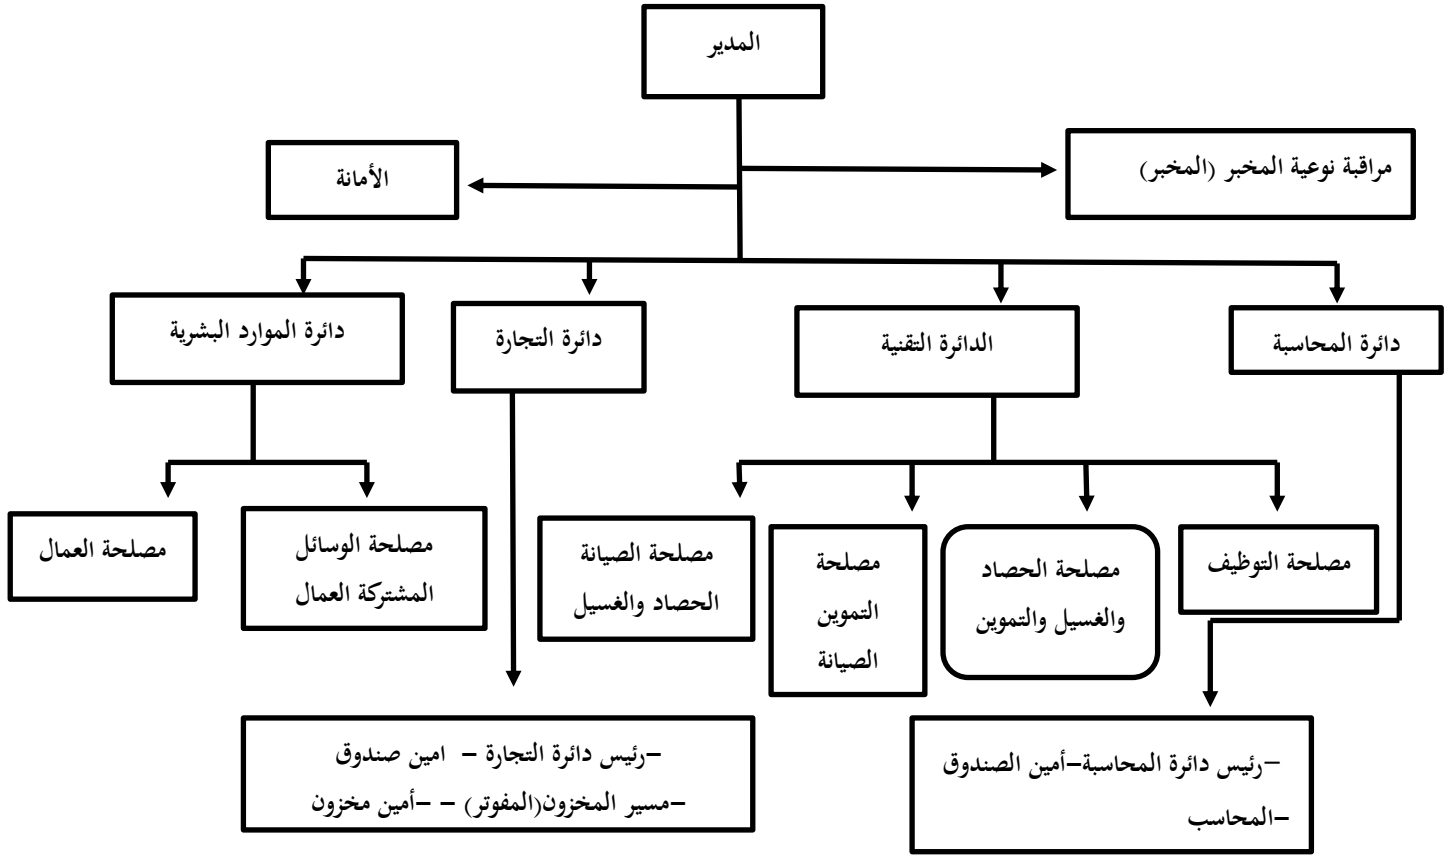 المدير
مراقبة نوعية المخبر (المخبر)
الأمانة
دائرة المحاسبة
الدائرة التقنية
دائرة التجارة
دائرة الموارد البشرية
مصلحة التوظيف
مصلحة الحصاد
والغسيل والتموين
مصلحة
التموين
الصيانة
مصلحة الصيانة
الحصاد والغسيل
مصلحة الوسائل
المشتركة العمال
مصلحة العمال
–رئيس دائرة المحاسبة–أمين الصندوق
–المحاسب
–رئيس دائرة التجارة – امين صندوق
–مسير المخزون(المفوتر) – –أمين مخزون